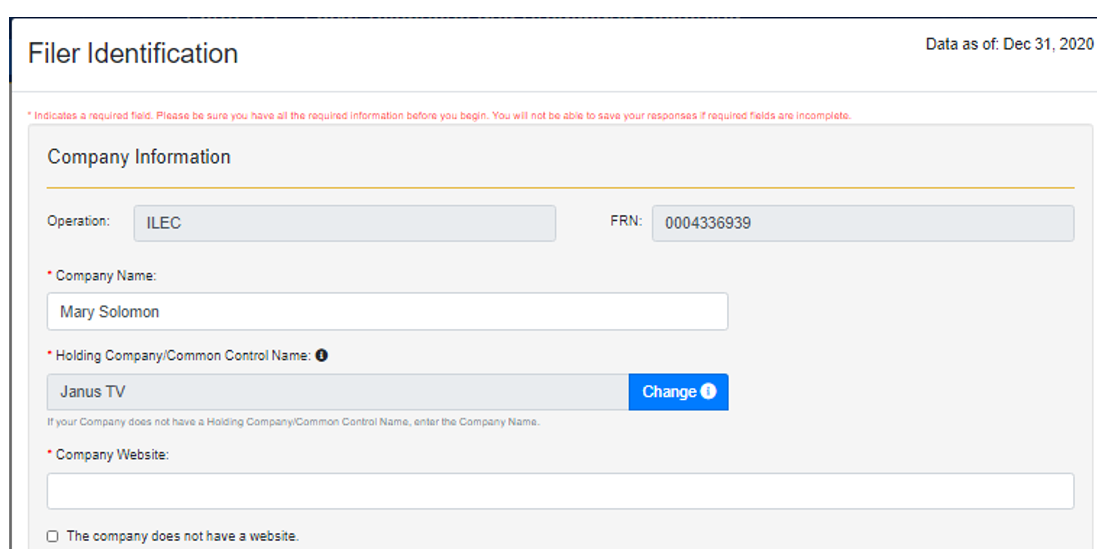 Filer Identification
Data as of: Dec 31, 2020
* Indicates a required field. Please be sure you have all the required information before you begin. You will not be able to save your responses if required fields are incomplete.
Company Information
Operation: ILEC FRN: 0004336939
* Company Name:
Mary Solomon
* Holding Company/Common Control Name:
Janus TV Change
If your Company does not have a Holding Company/Common Control Name, enter the Company Name.
* Company Website:
The company does not have a website.